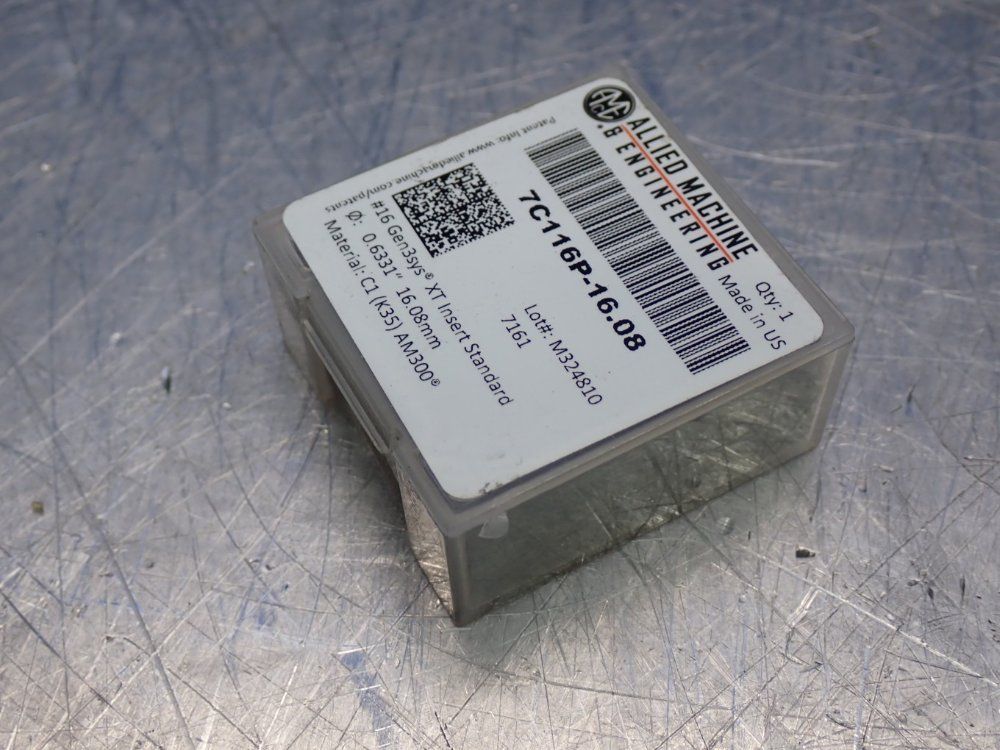 AMEC
ALLIED MACHINE
& ENGINEERING
Qty: 1
Made in US
7C116P-16.08
Lot#: M324810
7161
Patent Info: www.alliedmachine.com/patents
#16 Gen3sys® XT Insert Standard
Ø: 0.6331" 16.08mm
Material: C1 (K35) AM300®